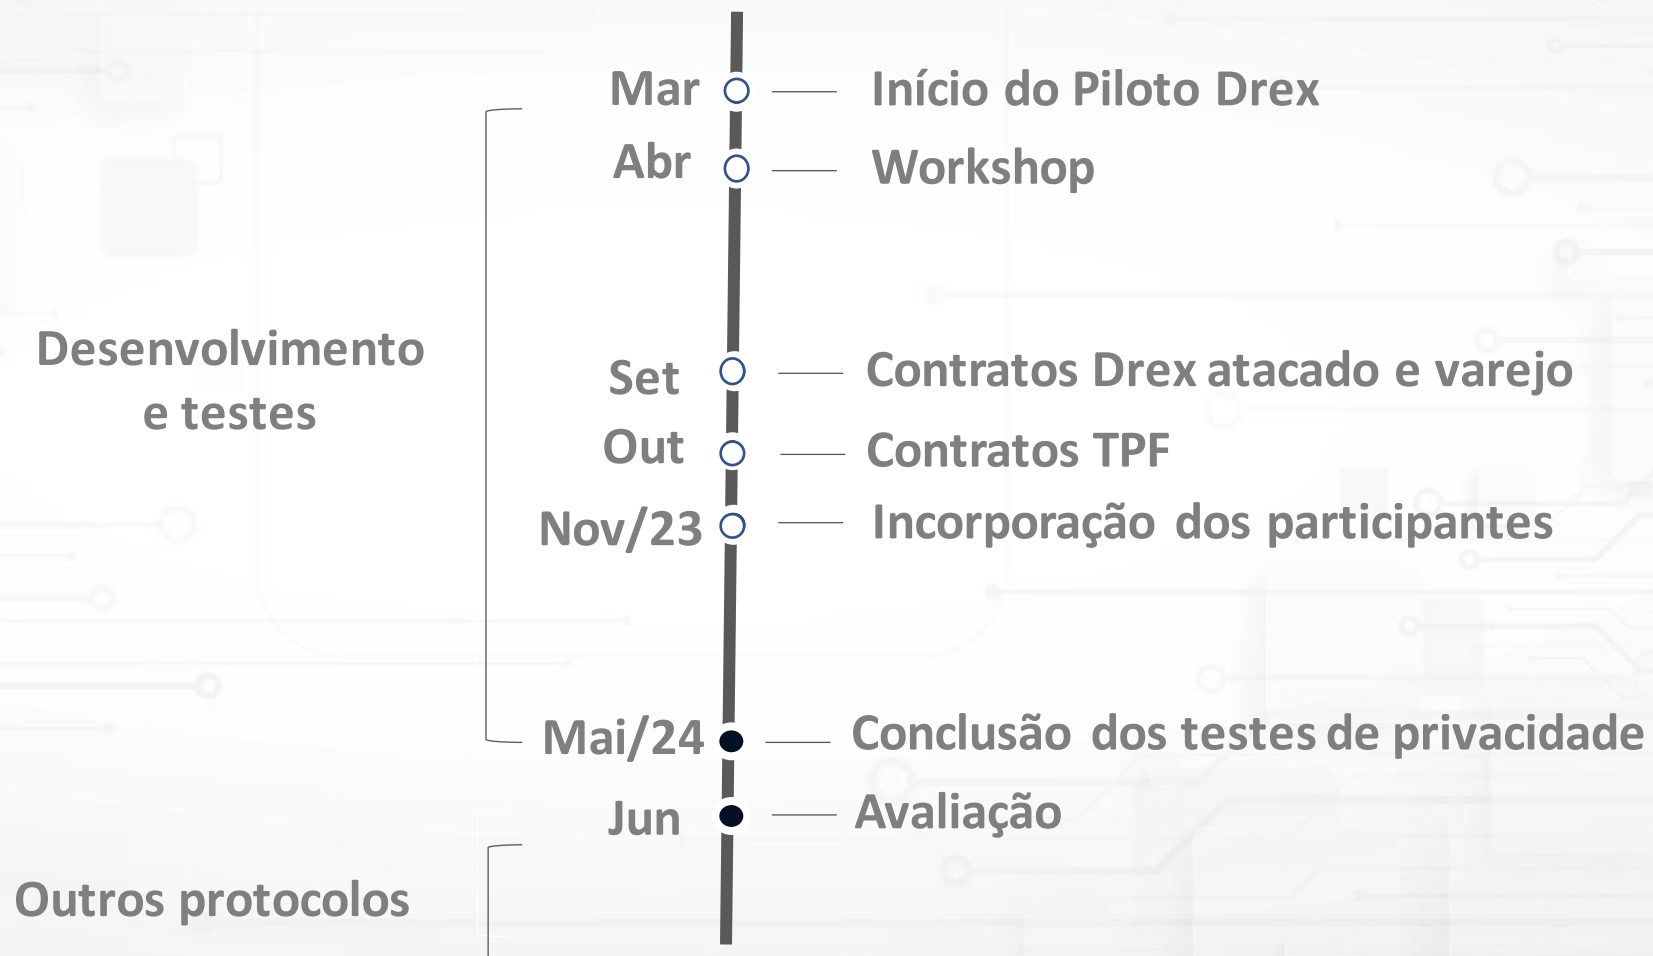 Mar Início do Piloto Drex
Abr Workshop
Desenvolvimento
e testes
Set Contratos Drex atacado e varejo
Out Contratos TPF
Nov/23 Incorporação dos participantes
Mai/24 Conclusão dos testes de privacidade
Jun Avaliação
Outros protocolos